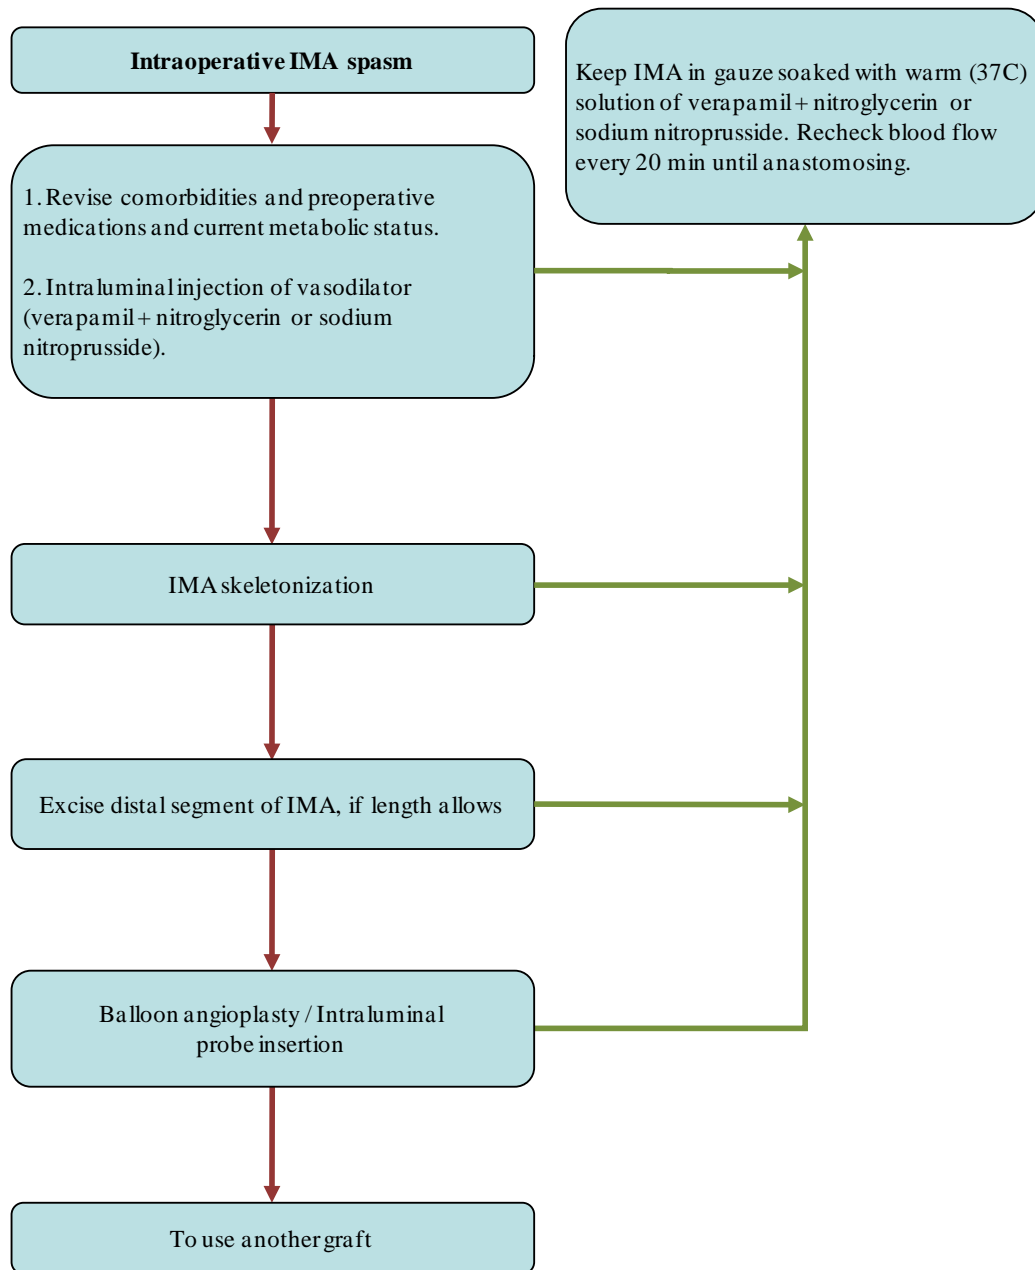 Intraoperative IMA spasm
Keep IMA in gauze soaked with warm (37C)
solution of verapamil + nitroglycerin or
sodium nitroprusside. Recheck blood flow
every 20 min until anastomosing.
1. Revise comorbidities and preoperative
medications and current metabolic status.
2. Intraluminal injection of vasodilator
(verapamil + nitroglycerin or sodium
nitroprusside).
IMA skeletonization
Excise distal segment of IMA, if length allows
Balloon angioplasty / Intraluminal
probe insertion
To use another graft